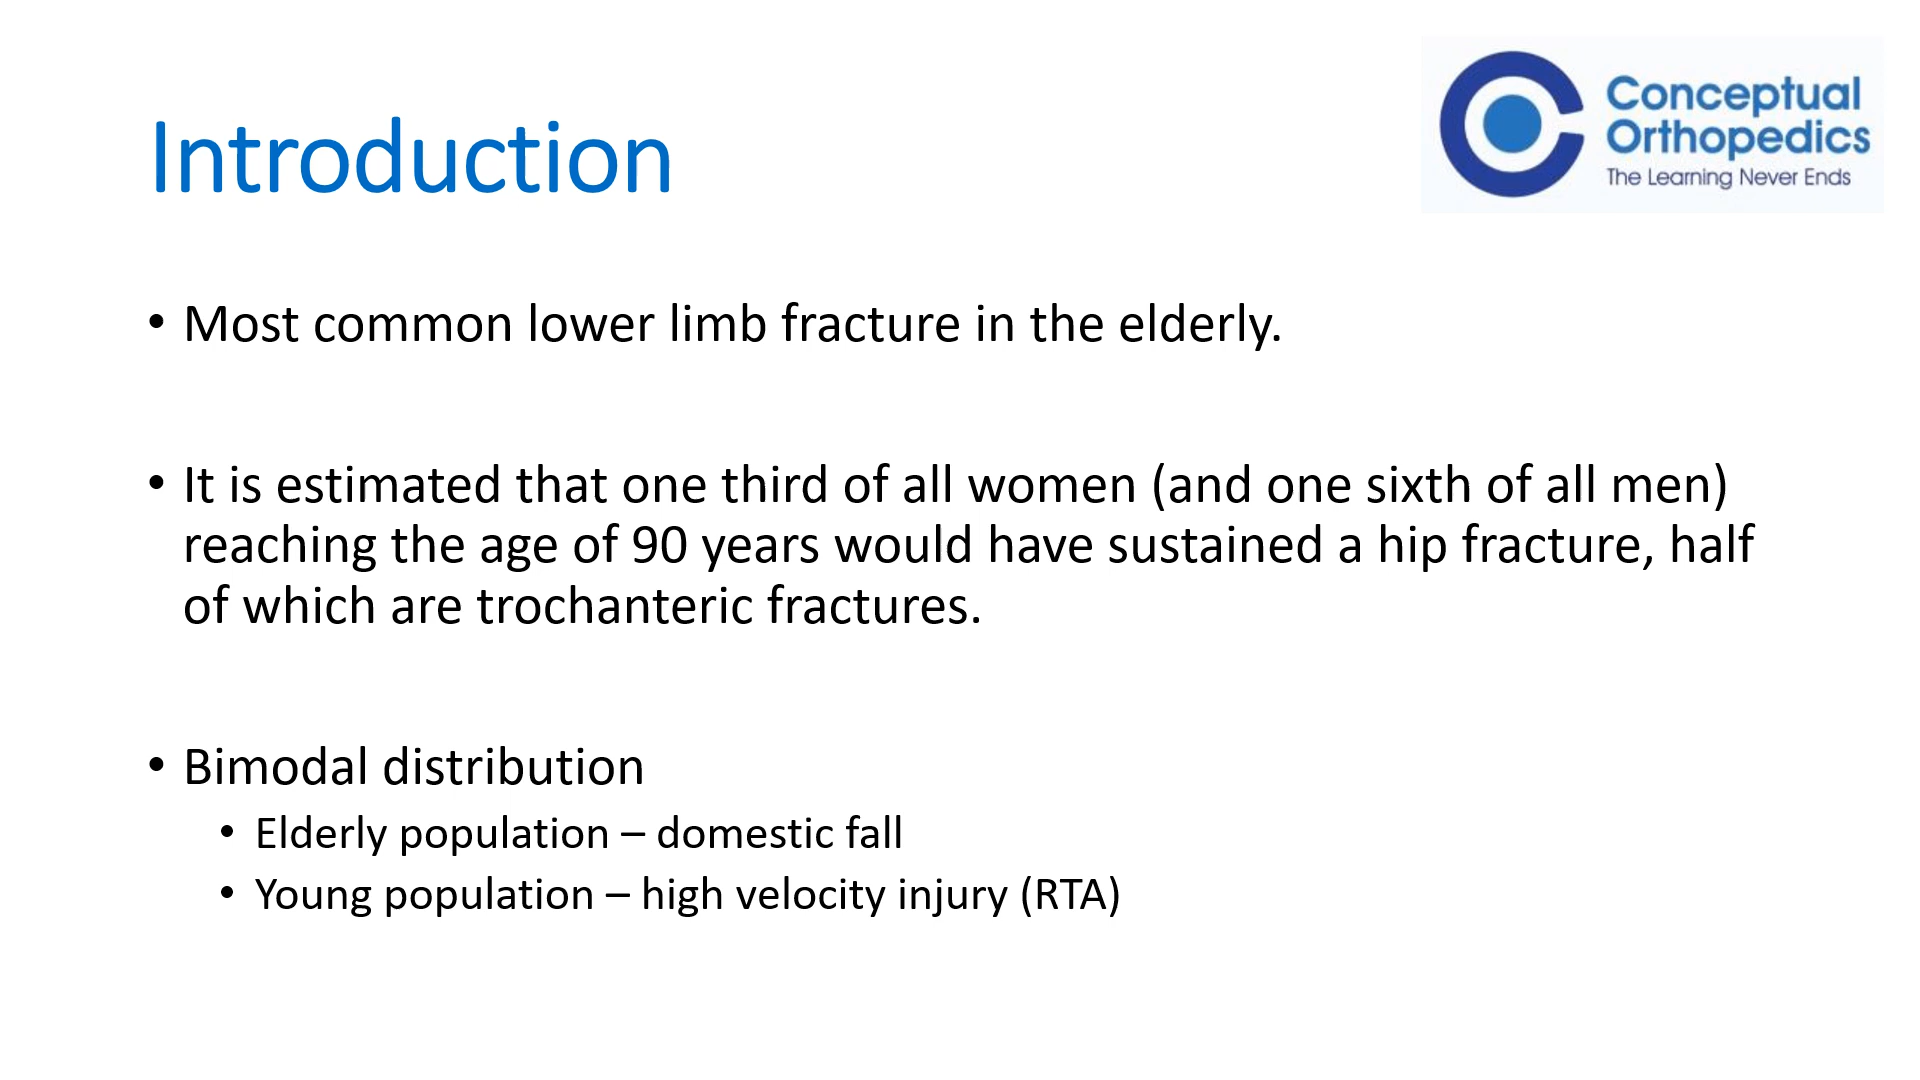 Conceptual
Orthopedics
The Learning Never Ends
Introduction
• Most common lower limb fracture in the elderly.
• It is estimated that one third of all women (and one sixth of all men)
reaching the age of 90 years would have sustained a hip fracture, half
of which are trochanteric fractures.
• Bimodal distribution
• Elderly population – domestic fall
• Young population – high velocity injury (RTA)